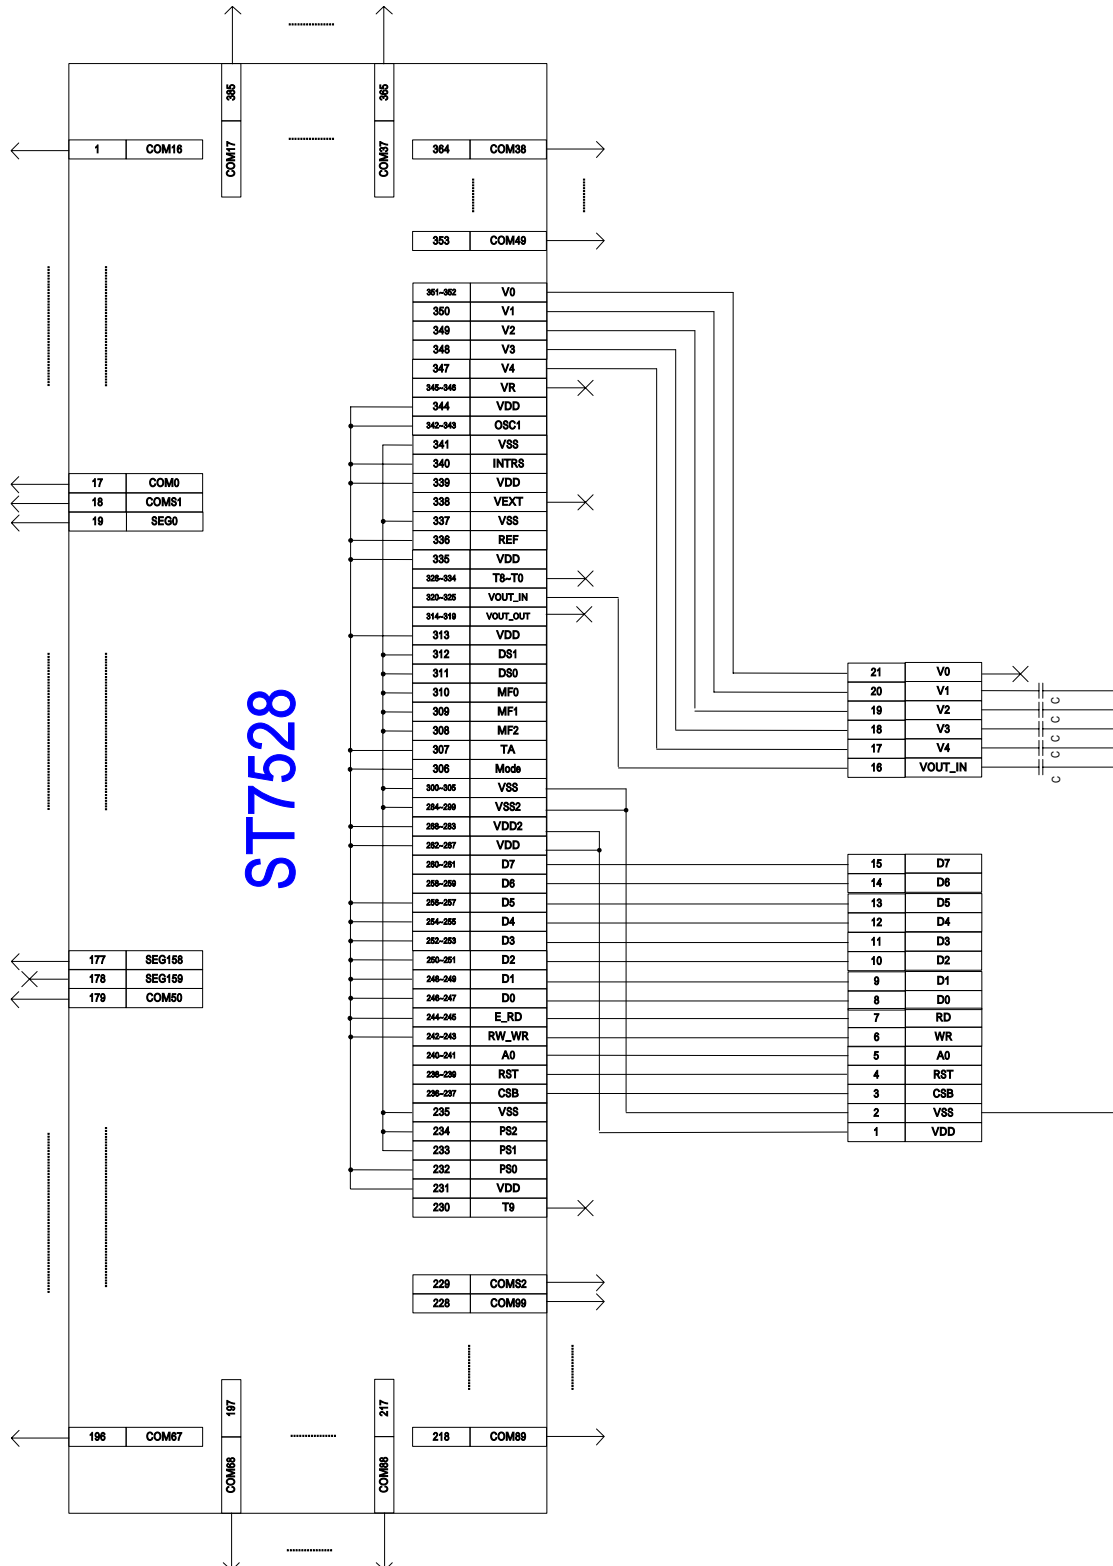 385
365
COM17
COM37
1 COM16
364 COM38
353 COM49
351~352 V0
350 V1
349 V2
348 V3
347 V4
345~346 VR
344 VDD
342~343 OSC1
341 VSS
340 INTRS
339 VDD
338 VEXT
337 VSS
336 REF
335 VDD
326~334 T8~T0
320~325 VOUT_IN
314~319 VOUT_OUT
313 VDD
312 DS1
311 DS0
310 MF0
309 MF1
308 MF2
307 TA
306 Mode
300~305 VSS
284~299 VSS2
268~283 VDD2
262~267 VDD
260~261 D7
258~259 D6
256~257 D5
254~255 D4
252~253 D3
250~251 D2
248~249 D1
246~247 D0
244~245 E_RD
242~243 RW_WR
240~241 A0
238~239 RST
236~237 CSB
235 VSS
234 PS2
233 PS1
232 PS0
231 VDD
230 T9
229 COMS2
228 COM99
218 COM89
17 COM0
18 COMS1
19 SEG0
ST7528
177 SEG158
178 SEG159
179 COM50
196 COM67
197
COM68
217
COM88
21 V0
20 V1
19 V2
18 V3
17 V4
16 VOUT_IN
C
C
C
C
C
15 D7
14 D6
13 D5
12 D4
11 D3
10 D2
9 D1
8 D0
7 RD
6 WR
5 A0
4 RST
3 CSB
2 VSS
1 VDD